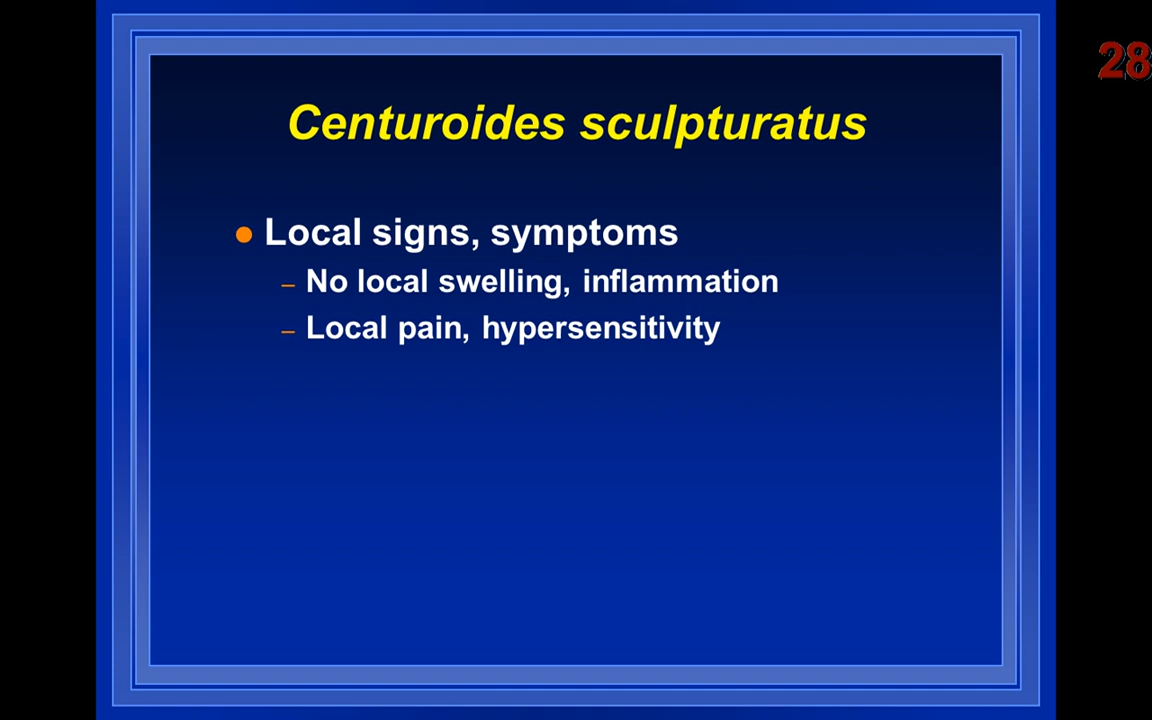 Centuroides sculpturatus
28
● Local signs, symptoms
– No local swelling, inflammation
– Local pain, hypersensitivity